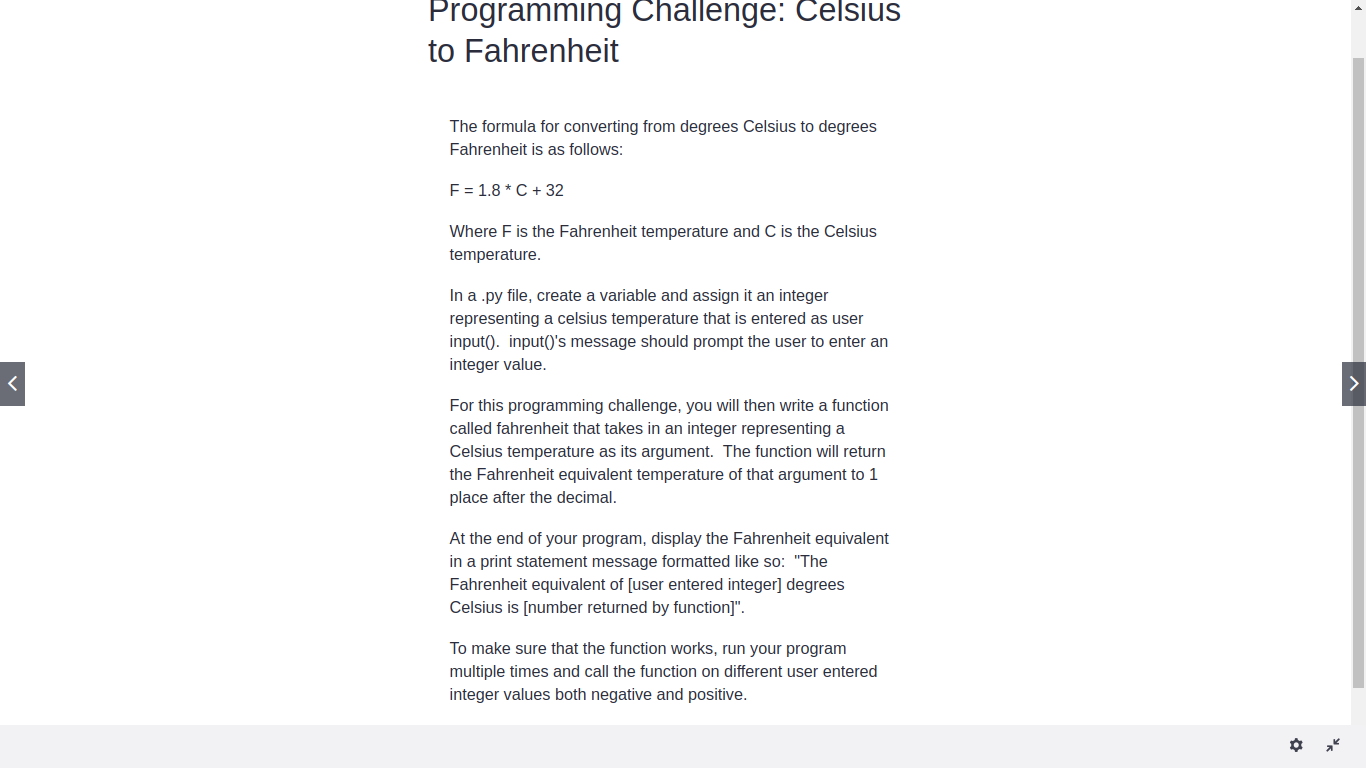 Programming Challenge: Celsius
to Fahrenheit
The formula for converting from degrees Celsius to degrees
Fahrenheit is as follows:
F = 1.8 * C + 32
Where F is the Fahrenheit temperature and C is the Celsius
temperature.
In a .py file, create a variable and assign it an integer
representing a celsius temperature that is entered as user
input().  input()'s message should prompt the user to enter an
integer value.
For this programming challenge, you will then write a function
called fahrenheit that takes in an integer representing a
Celsius temperature as its argument.  The function will return
the Fahrenheit equivalent temperature of that argument to 1
place after the decimal.
At the end of your program, display the Fahrenheit equivalent
in a print statement message formatted like so:  "The
Fahrenheit equivalent of [user entered integer] degrees
Celsius is [number returned by function]".
To make sure that the function works, run your program
multiple times and call the function on different user entered
integer values both negative and positive.